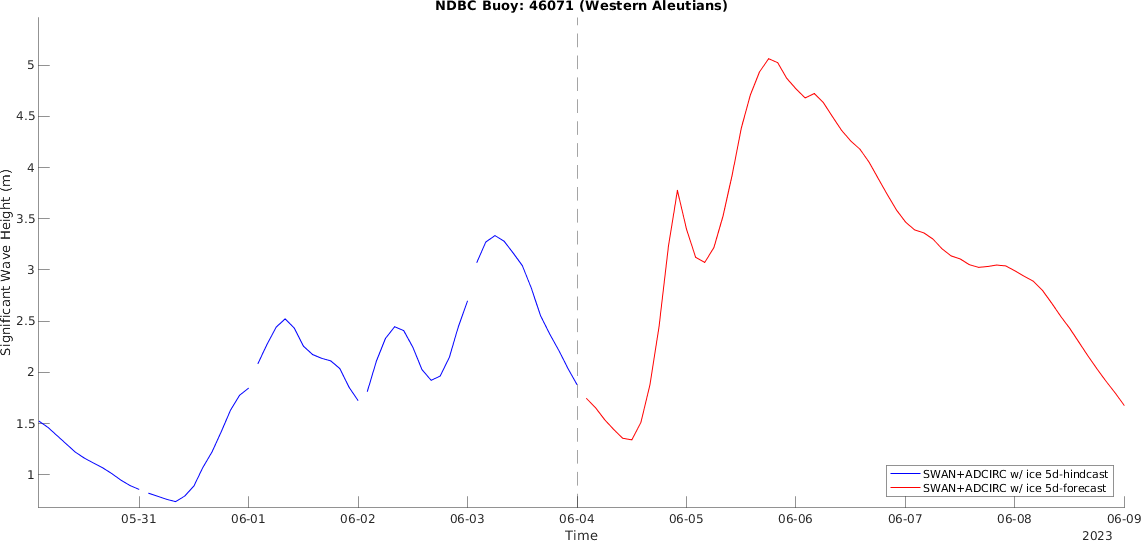 NDBC Buoy: 46071 (Western Aleutians)
Significant Wave Height (m)
5
4.5
4
3.5
3
2.5
2
1.5
1
SWAN+ADCIRC w/ ice 5d-hindcast
SWAN+ADCIRC w/ ice 5d-forecast
05-31 06-01 06-02 06-03 06-04 06-05 06-06 06-07 06-08 06-09
Time
2023